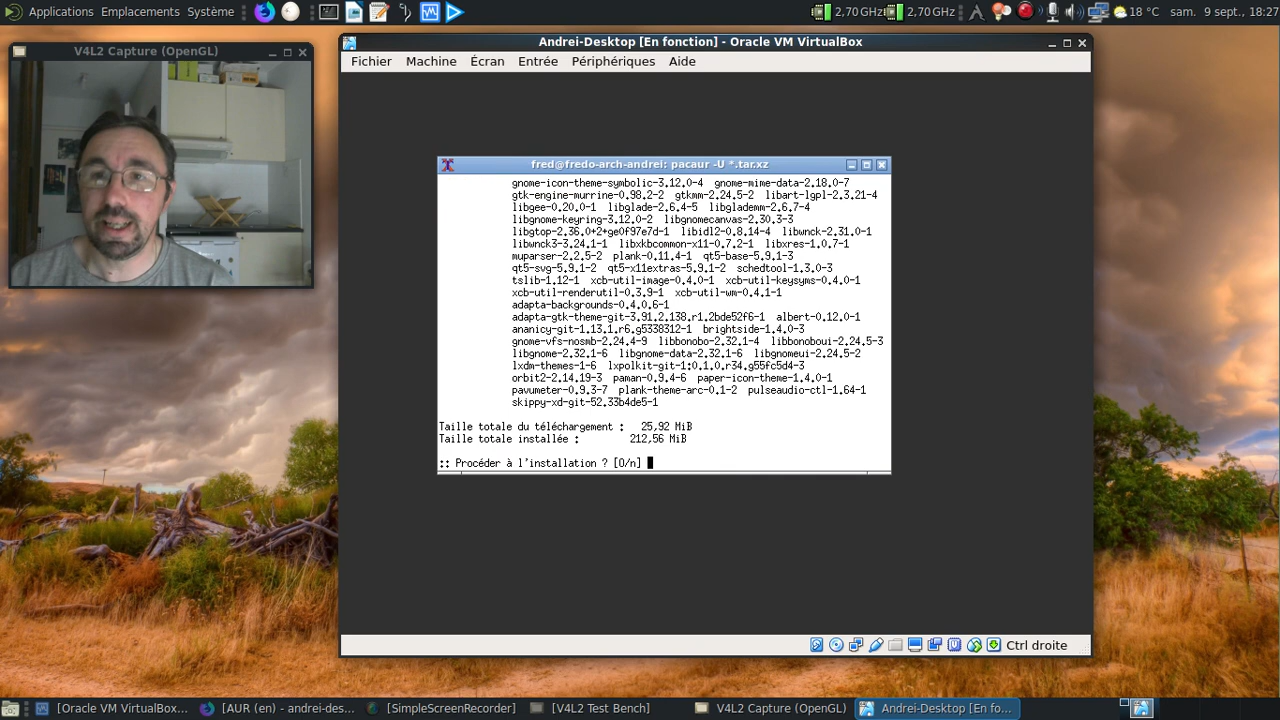 Applications Emplacements Système
2,70 GHz 2,70 GHz 18 °C sam. 9 sept., 18:27
V4L2 Capture (OpenGL)
Andrei-Desktop [En fonction] - Oracle VM VirtualBox
Fichier Machine Écran Entrée Périphériques Aide
fred@fredo-arch-andrei: pacaur -U *.tar.xz
gnome-icon-theme-symbolic-3.12.0-4 gnome-mime-data-2.18.0-7
gtk-engine-murrine-0.98.2-2 gtkmm-2.24.5-2 libart-lgpl-2.3.21-4
libgee-0.20.0-1 libglade-2.6.4-5 libglademm-2.6.7-4
libgnome-keyring-3.12.0-2 libgnomecanvas-2.30.3-3
libgtop-2.36.0+2+ge0f97e7d-1 libidl2-0.8.14-4 libwnck-2.31.0-1
libwnck3-3.24.1-1 libxkbcommon-x11-0.7.2-1 libxres-1.0.7-1
muparser-2.2.5-2 plank-0.11.4-1 qt5-base-5.9.1-3
qt5-svg-5.9.1-2 qt5-x11extras-5.9.1-2 schedtool-1.3.0-3
tslib-1.12-1 xcb-util-image-0.4.0-1 xcb-util-keysyms-0.4.0-1
xcb-util-renderutil-0.3.9-1 xcb-util-wm-0.4.1-1
adapta-backgrounds-0.4.0.6-1
adapta-gtk-theme-git-3.91.2.138.r1.2bde52f6-1 albert-0.12.0-1
ananicy-git-1.13.1.r6.g5338312-1 brightside-1.4.0-3
gnome-vfs-nosmb-2.24.4-9 libbonobo-2.32.1-4 libbonoboui-2.24.5-3
libgnome-2.32.1-6 libgnome-data-2.32.1-6 libgnomeui-2.24.5-2
lxdm-themes-1-6 lxpolkit-git-1:0.1.0.r34.g55fc5d4-3
orbit2-2.14.19-3 paman-0.9.4-6 paper-icon-theme-1.4.0-1
pavumeter-0.9.3-7 plank-theme-arc-0.1-2 pulseaudio-ctl-1.64-1
skippy-xd-git-52.33b4de5-1
Taille totale du téléchargement : 25,92 MiB
Taille totale installée : 212,56 MiB
:: Procéder à l'installation ? [O/n]
Ctrl droite
[Oracle VM VirtualBox... [AUR (en) - andrei-des... [SimpleScreenRecorder] [V4L2 Test Bench] V4L2 Capture (OpenGL) Andrei-Desktop [En fo...